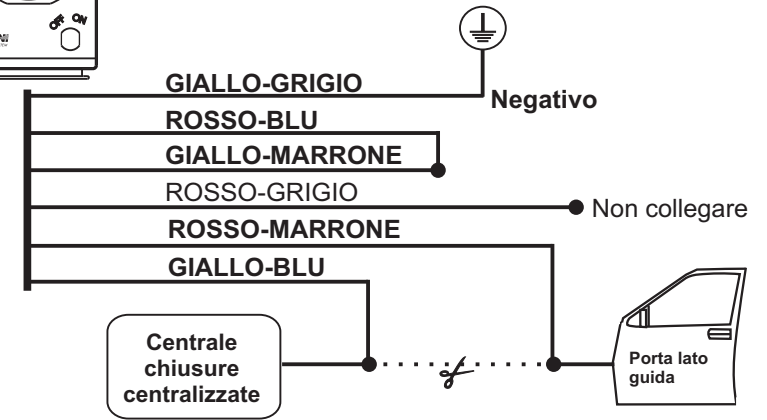 OFF ON
GIALLO-GRIGIO
Negativo
ROSSO-BLU
GIALLO-MARRONE
ROSSO-GRIGIO
Non collegare
ROSSO-MARRONE
GIALLO-BLU
Centrale
chiusure
centralizzate
Porta lato
guida